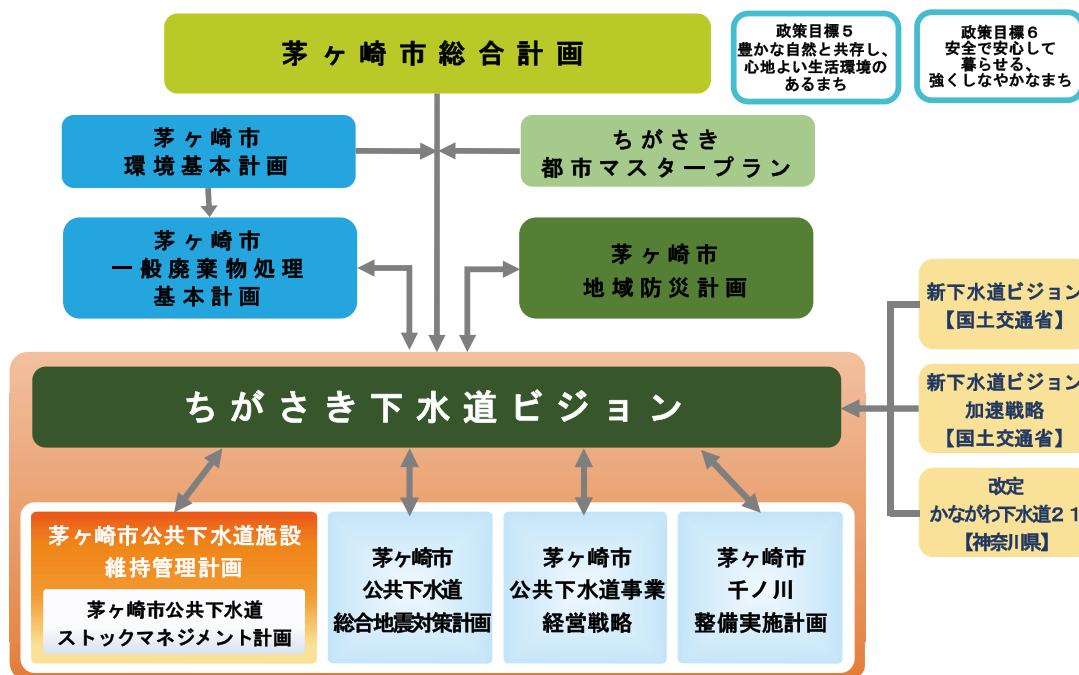 茅ヶ崎市総合計画
政策目標５
豊かな自然と共存し、
心地よい生活環境の
あるまち
政策目標６
安全で安心して
暮らせる、
強くしなやかなまち
茅ヶ崎市
環境基本計画
ちがさき
都市マスタープラン
茅ヶ崎市
一般廃棄物処理
基本計画
茅ヶ崎市
地域防災計画
新下水道ビジョン
【国土交通省】
新下水道ビジョン
加速戦略
【国土交通省】
改定
かながわ下水道２１
【神奈川県】
ちがさき下水道ビジョン
茅ヶ崎市公共下水道施設
維持管理計画
茅ヶ崎市公共下水道
ストックマネジメント計画
茅ヶ崎市
公共下水道
総合地震対策計画
茅ヶ崎市
公共下水道事業
経営戦略
茅ヶ崎市
千ノ川
整備実施計画